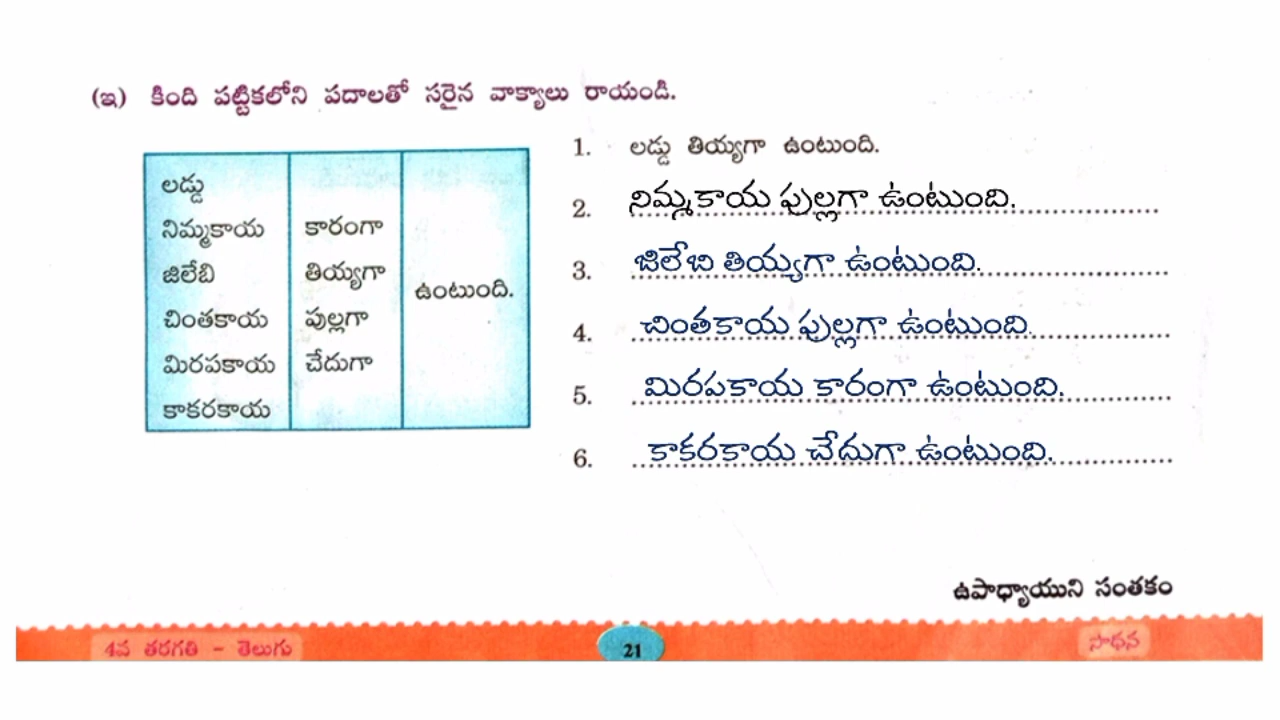 (ఇ) కింది పట్టికలోని పదాలతో సరైన వాక్యాలు రాయండి.
లడ్డు
నిమ్మకాయ
జిలేబి
చింతకాయ
మిరపకాయ
కాకరకాయ
కారంగా
తియ్యగా
పుల్లగా
చేదుగా
ఉంటుంది.
1. లడ్డు తియ్యగా ఉంటుంది.
2. నిమ్మకాయ పుల్లగా ఉంటుంది.
3. జిలేబి తియ్యగా ఉంటుంది.
4. చింతకాయ పుల్లగా ఉంటుంది.
5. మిరపకాయ కారంగా ఉంటుంది.
6. కాకరకాయ చేదుగా ఉంటుంది.
ఉపాధ్యాయుని సంతకం
4వ తరగతి - తెలుగు
21
సాధన